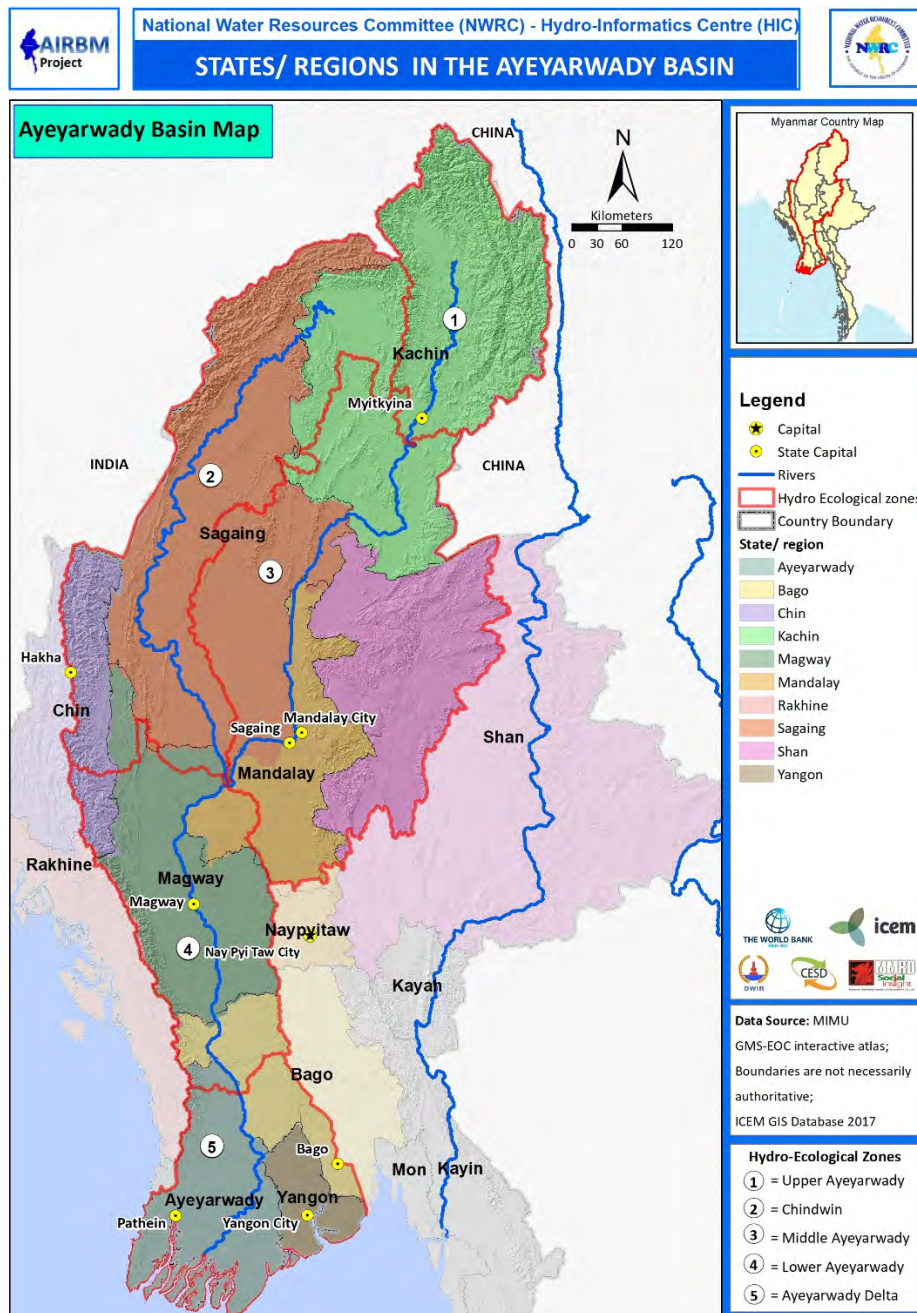 AIRBM
Project
National Water Resources Committee (NWRC) - Hydro-Informatics Centre (HIC)
STATES/ REGIONS IN THE AYEYARWADY BASIN
NWRC
Ayeyarwady Basin Map
CHINA
N
Kilometers
0 30 60 120
1
Kachin
Myitkyina
INDIA
CHINA
2
Sagaing
3
Hakha
Chin
Mandalay City
Sagaing
Mandalay
Shan
Rakhine
Magway
Magway
Naypyitaw
4
Nay Pyi Taw City
Kayah
Bago
5
Bago
Mon
Kayin
Ayeyarwady
Yangon
Pathein
Yangon City
Myanmar Country Map
Legend
Capital
State Capital
Rivers
Hydro Ecological zones
Country Boundary
State/ region
Ayeyarwady
Bago
Chin
Kachin
Magway
Mandalay
Rakhine
Sagaing
Shan
Yangon
THE WORLD BANK
icem
DWIR
CESD
MMRD
Social
insight
Data Source: MIMU
GMS-EOC interactive atlas;
Boundaries are not necessarily
authoritative;
ICEM GIS Database 2017
Hydro-Ecological Zones
1 = Upper Ayeyarwady
2 = Chindwin
3 = Middle Ayeyarwady
4 = Lower Ayeyarwady
5 = Ayeyarwady Delta